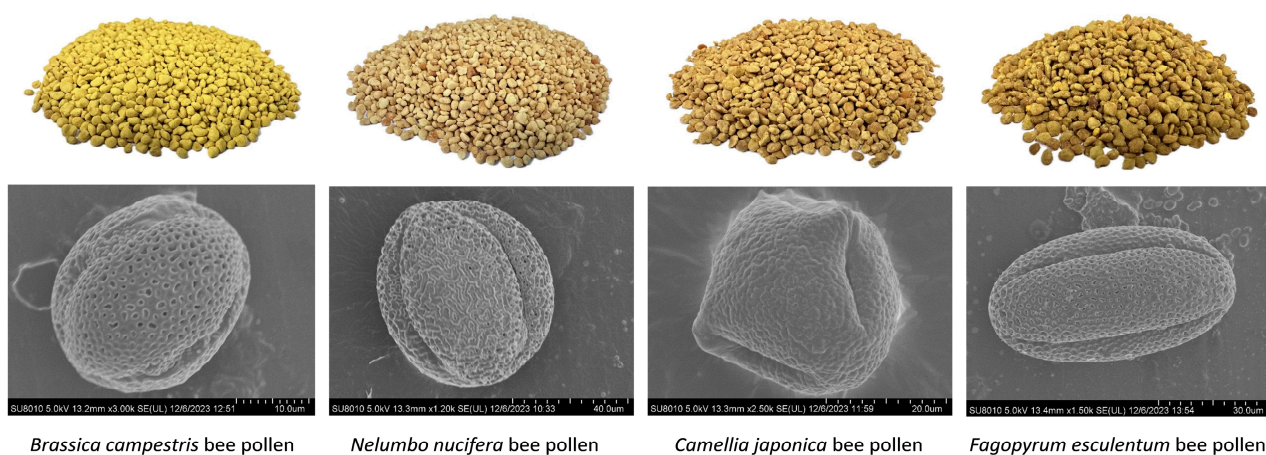 SU8010 5.0kV 13.2mm x3.00k SE(UL) 12/6/2023 12:51 10.0um
SU8010 5.0kV 13.3mm x1.20k SE(UL) 12/6/2023 10:33 40.0um
SU8010 5.0kV 13.3mm x2.50k SE(UL) 12/6/2023 11:59 20.0um
SU8010 5.0kV 13.4mm x1.50k SE(UL) 12/6/2023 13:54 30.0um
Brassica campestris bee pollen
Nelumbo nucifera bee pollen
Camellia japonica bee pollen
Fagopyrum esculentum bee pollen